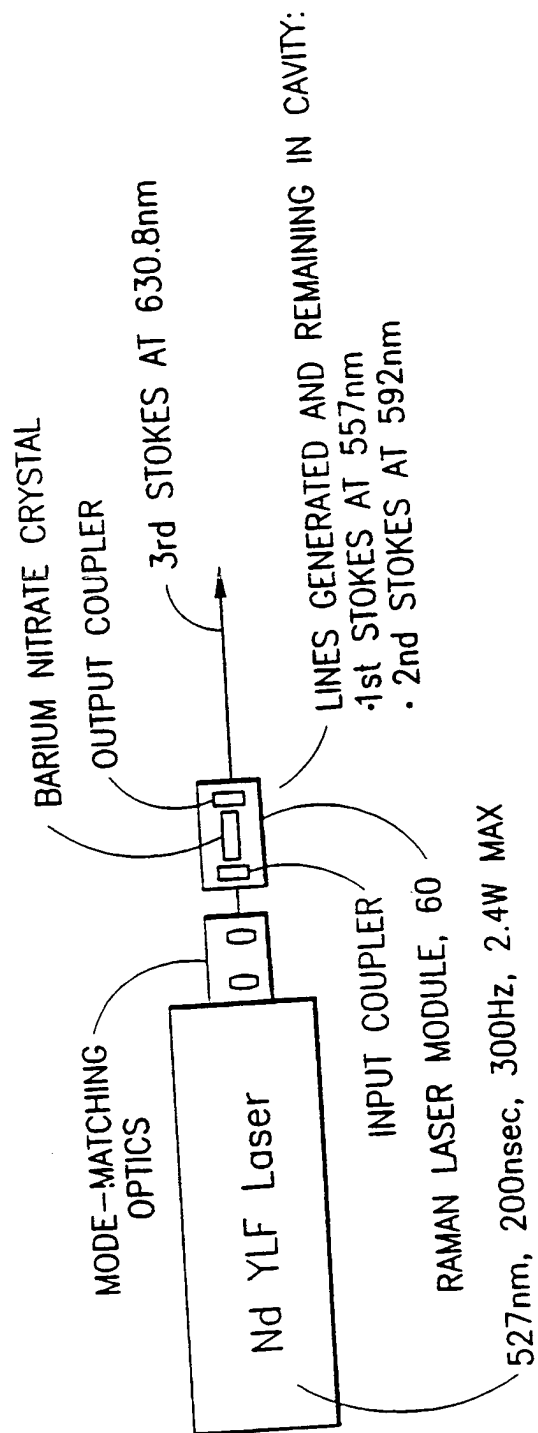 BARIUM NITRATE CRYSTAL
OUTPUT COUPLER
3rd STOKES AT 630.8nm
MODE-MATCHING
OPTICS
Nd YLF Laser
INPUT COUPLER
RAMAN LASER MODULE, 60
527nm, 200nsec, 300Hz, 2.4W MAX
LINES GENERATED AND REMAINING IN CAVITY:
·1st STOKES AT 557nm
· 2nd STOKES AT 592nm